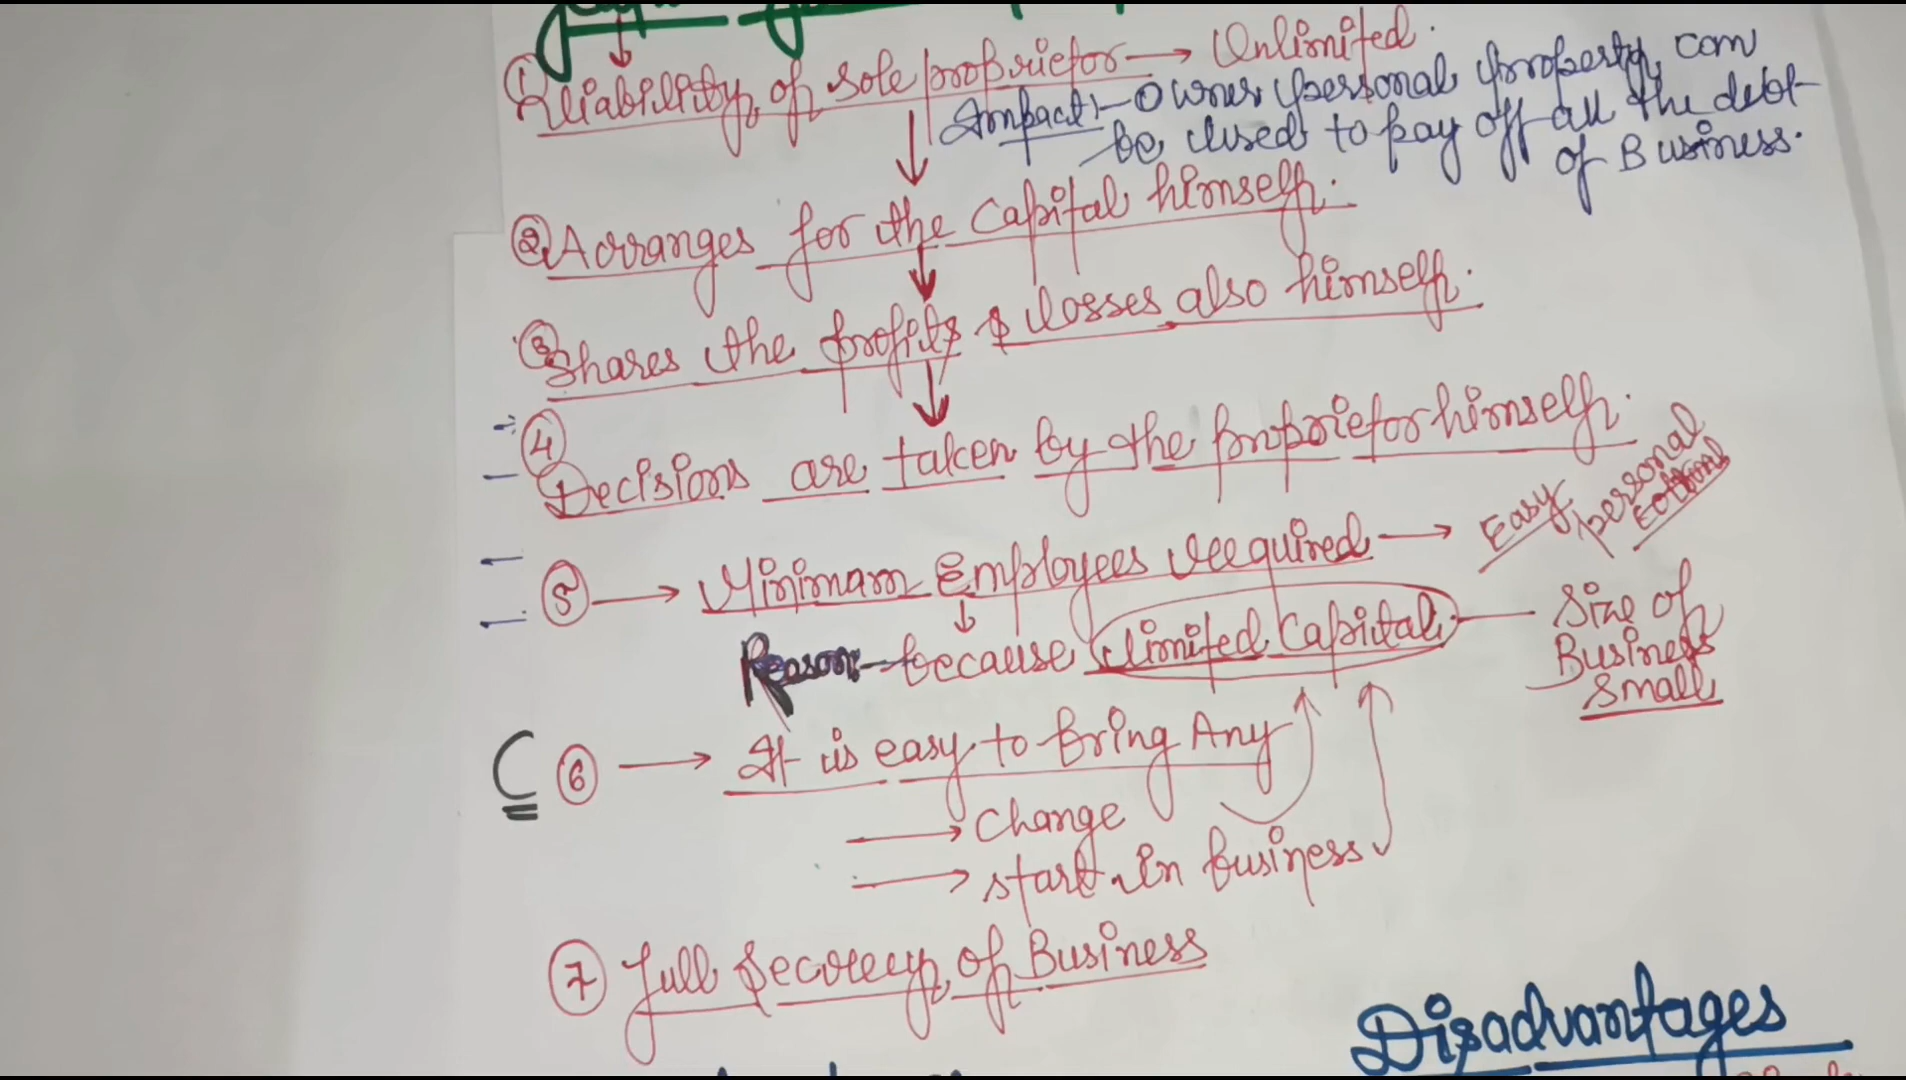 ① Liability of sole proprietor → Unlimited.
Impact:- Owner personal property can
be used to pay off all the debt
of Business.
② Arranges for the capital himself.
③ Shares the profits & losses also himself.
④
Decisions are taken by the proprietor himself.
⑤ → Minimum Employees required → Easy personal
Reason - because limited capital - Size of
Business
small
⑥ → It is easy to bring Any
→ change
→ start in business
⑦ Full Secrecy of Business
Disadvantages